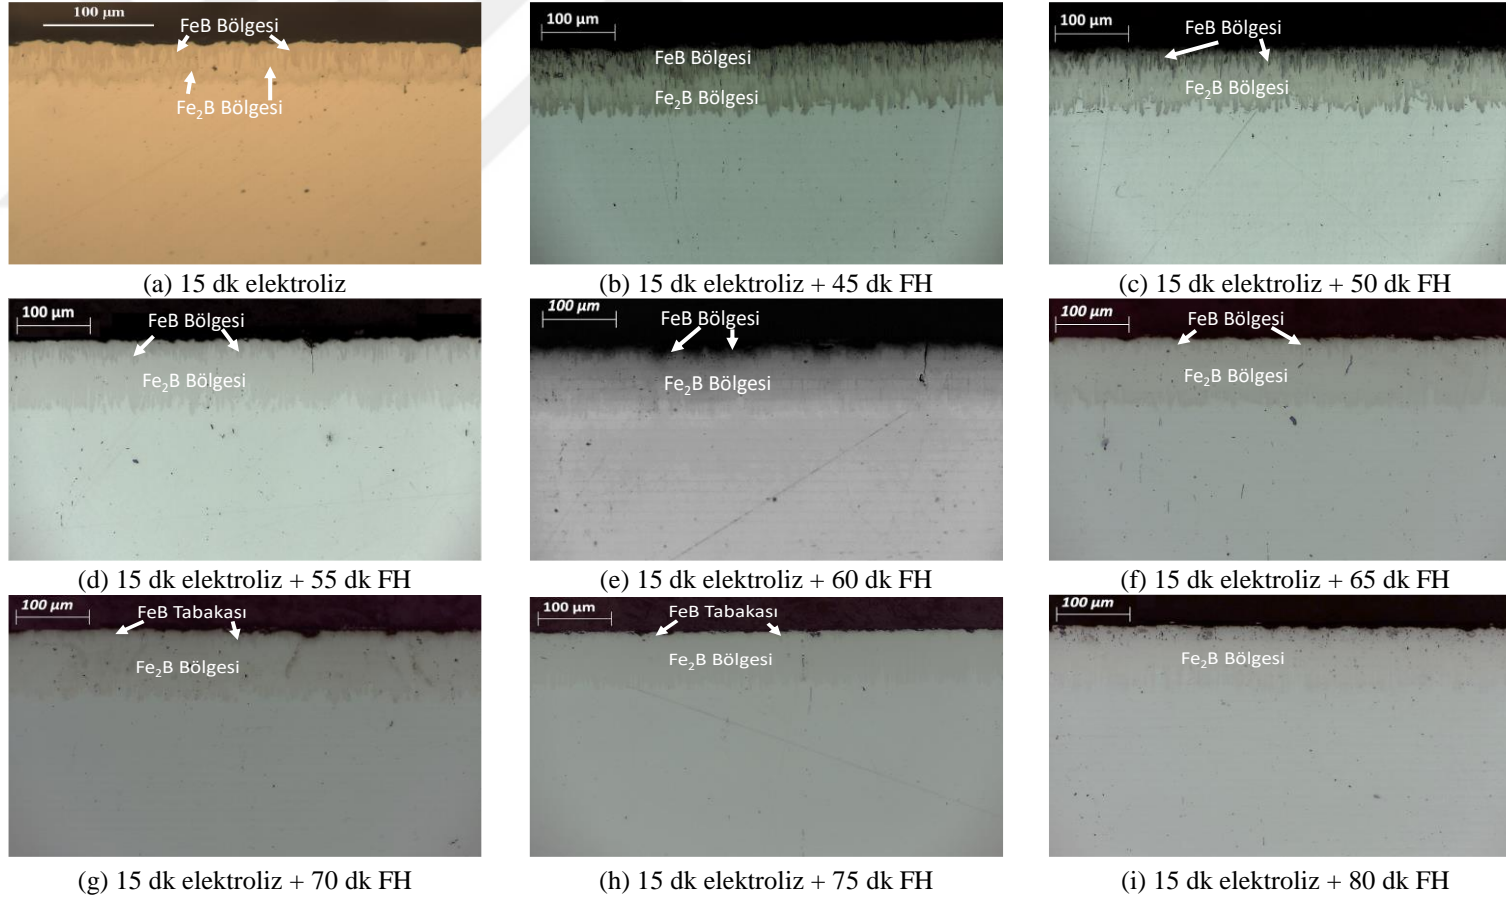 100 µm
FeB Bölgesi
Fe₂B Bölgesi
(a) 15 dk elektroliz
100 µm
FeB Bölgesi
Fe₂B Bölgesi
(b) 15 dk elektroliz + 45 dk FH
100 µm
FeB Bölgesi
Fe₂B Bölgesi
(c) 15 dk elektroliz + 50 dk FH
100 µm
FeB Bölgesi
Fe₂B Bölgesi
(d) 15 dk elektroliz + 55 dk FH
100 µm
FeB Bölgesi
Fe₂B Bölgesi
(e) 15 dk elektroliz + 60 dk FH
100 µm
FeB Bölgesi
Fe₂B Bölgesi
(f) 15 dk elektroliz + 65 dk FH
100 µm
FeB Tabakası
Fe₂B Bölgesi
(g) 15 dk elektroliz + 70 dk FH
100 µm
FeB Tabakası
Fe₂B Bölgesi
(h) 15 dk elektroliz + 75 dk FH
100 µm
Fe₂B Bölgesi
(i) 15 dk elektroliz + 80 dk FH